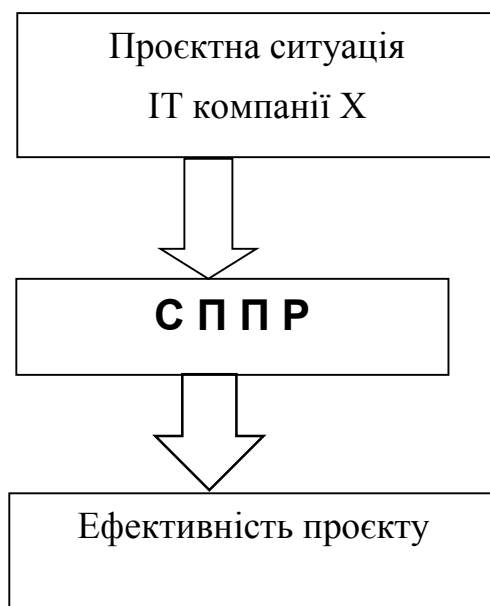 Проєктна ситуація
ІТ компанії Х
С П П Р
Ефективність проєкту